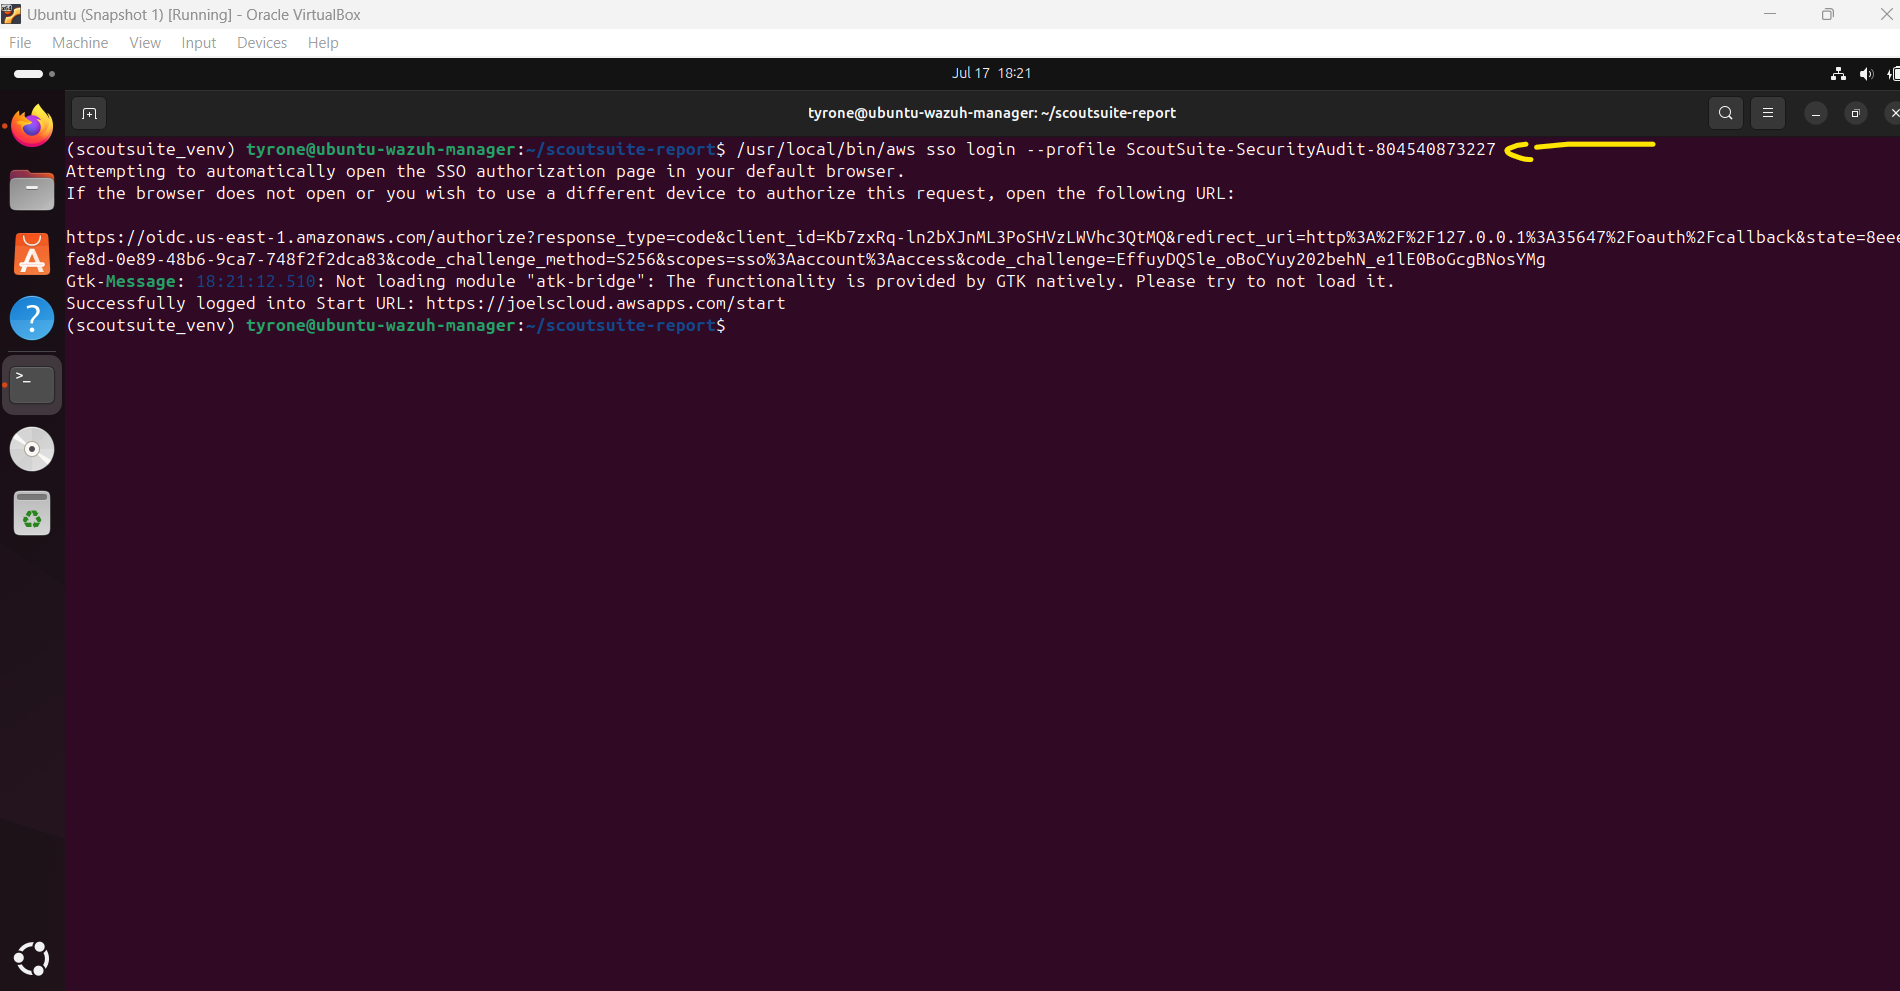 Ubuntu (Snapshot 1) [Running] - Oracle VirtualBox
File Machine View Input Devices Help
Jul 17 18:21
tyrone@ubuntu-wazuh-manager: ~/scoutsuite-report
(scoutsuite_venv) tyrone@ubuntu-wazuh-manager:~/scoutsuite-report$ /usr/local/bin/aws sso login --profile ScoutSuite-SecurityAudit-804540873227
Attempting to automatically open the SSO authorization page in your default browser.
If the browser does not open or you wish to use a different device to authorize this request, open the following URL:
https://oidc.us-east-1.amazonaws.com/authorize?response_type=code&client_id=Kb7zxRq-ln2bXJnML3PoSHVzLWVhc3QtMQ&redirect_uri=http%3A%2F%2F127.0.0.1%3A35647%2Foauth%2Fcallback&state=8eee
fe8d-0e89-48b6-9ca7-748f2f2dca83&code_challenge_method=S256&scopes=sso%3Aaccount%3Aaccess&code_challenge=EffuyDQSle_oBoCYuy202behN_e1lE0BoGcgBNosYMg
Gtk-Message: 18:21:12.510: Not loading module "atk-bridge": The functionality is provided by GTK natively. Please try to not load it.
Successfully logged into Start URL: https://joelscloud.awsapps.com/start
(scoutsuite_venv) tyrone@ubuntu-wazuh-manager:~/scoutsuite-report$